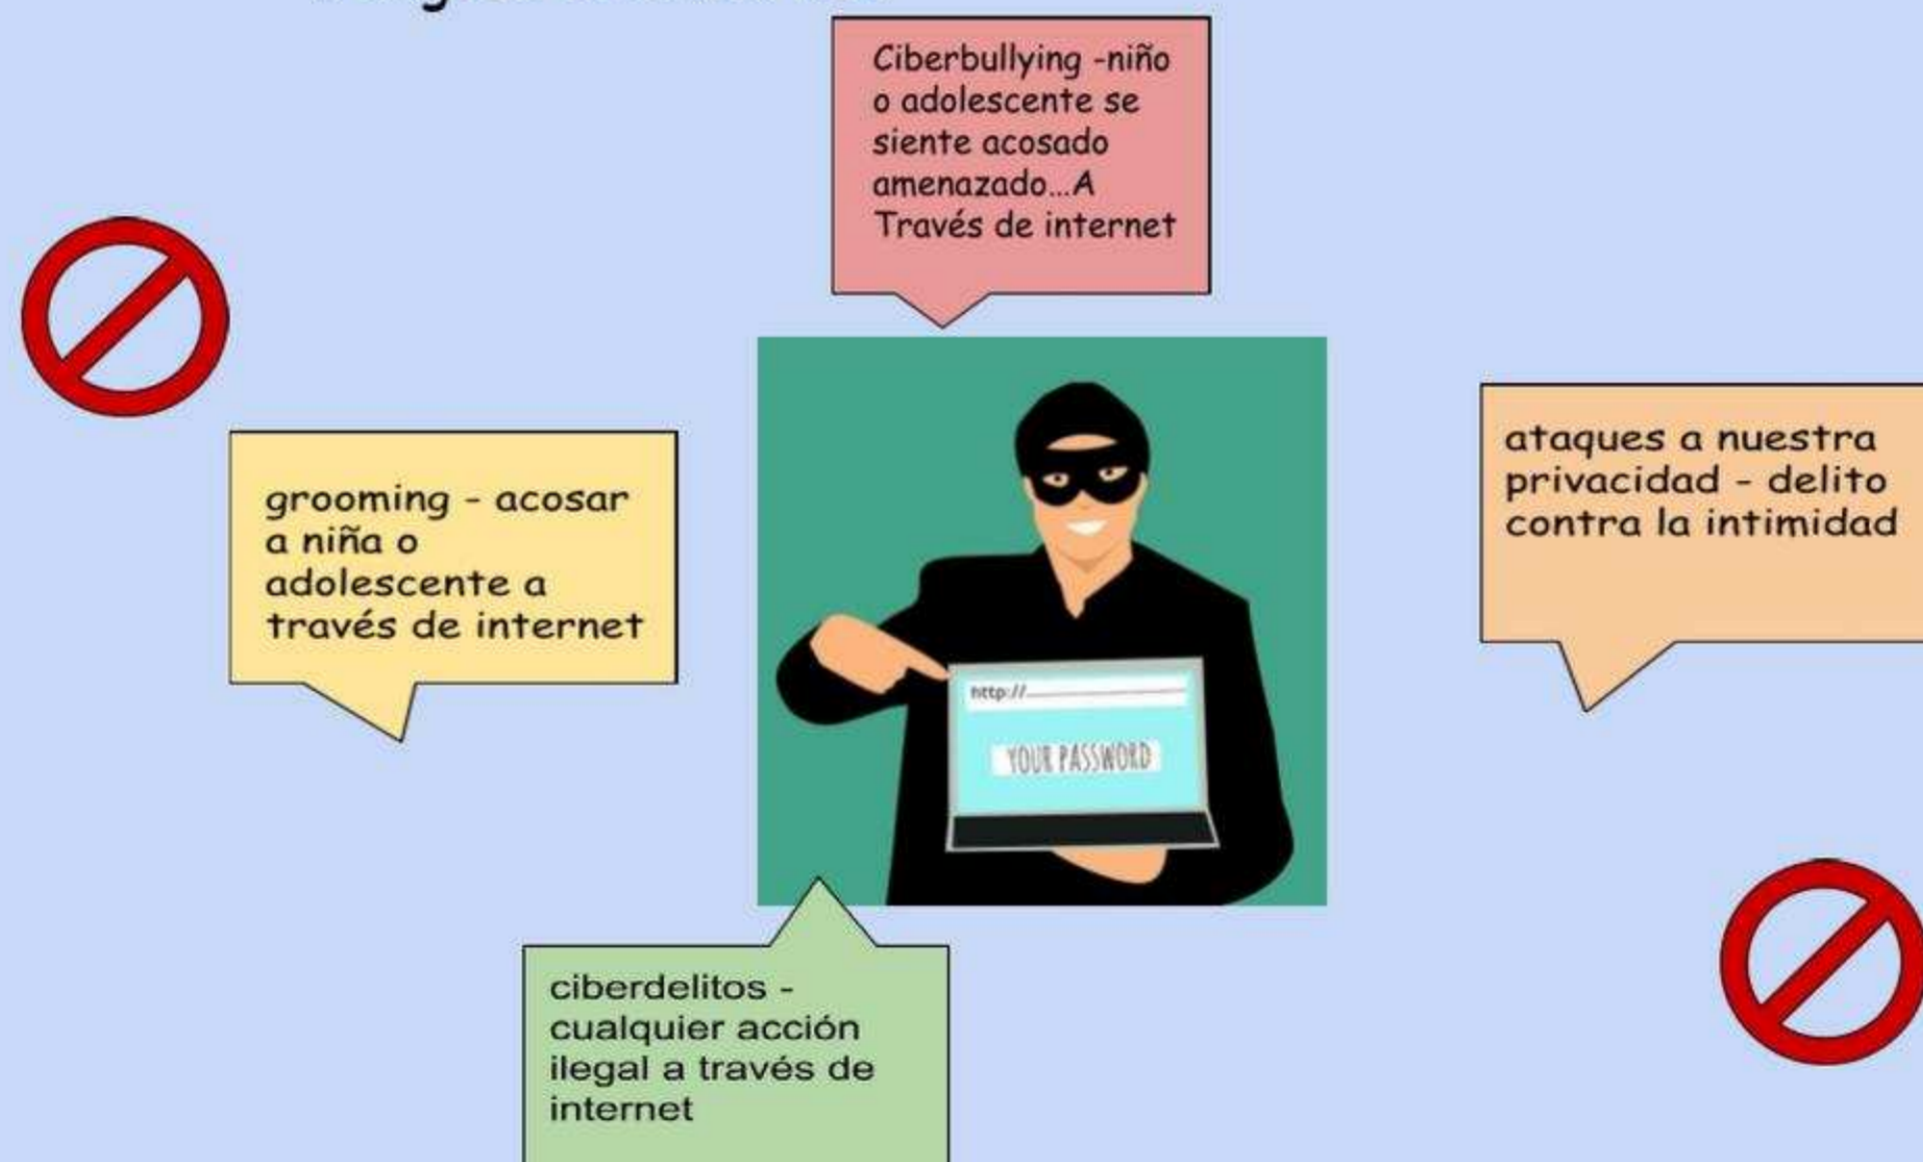 Ciberbullying -niño
o adolescente se
siente acosado
amenazado...A
Través de internet
grooming - acosar
a niña o
adolescente a
través de internet
ataques a nuestra
privacidad - delito
contra la intimidad
http://
YOUR PASSWORD
ciberdelitos -
cualquier acción
ilegal a través de
internet